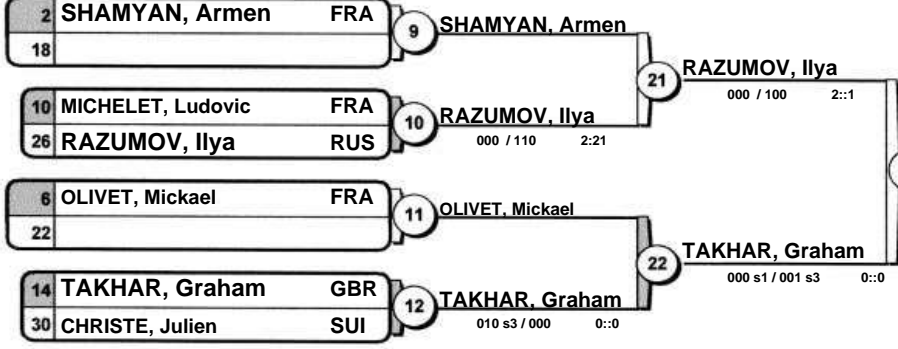 2 SHAMYAN, Armen FRA
18
9
SHAMYAN, Armen
10 MICHELET, Ludovic FRA
26 RAZUMOV, Ilya RUS
10
RAZUMOV, Ilya
000 / 110 2:21
21
RAZUMOV, Ilya
000 / 100 2::1
6 OLIVET, Mickael FRA
22
11
OLIVET, Mickael
14 TAKHAR, Graham GBR
30 CHRISTE, Julien SUI
12
TAKHAR, Graham
010 s3 / 000 0::0
22
TAKHAR, Graham
000 s1 / 001 s3 0::0